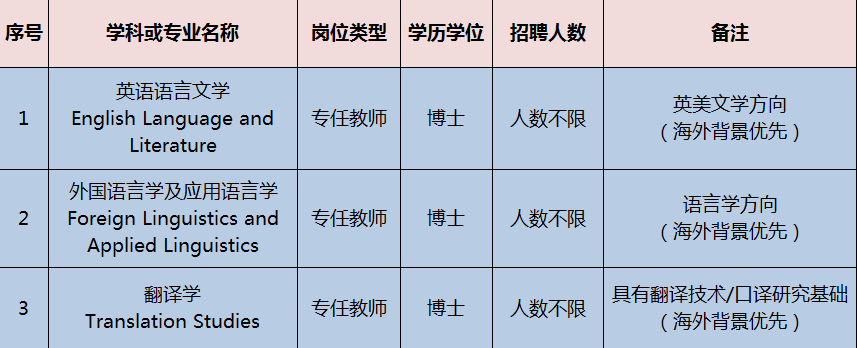 序号 学科或专业名称 岗位类型 学历学位 招聘人数 备注
1 英语语言文学 English Language and Literature 专任教师 博士 人数不限 英美文学方向 （海外背景优先）
2 外国语言学及应用语言学 Foreign Linguistics and Applied Linguistics 专任教师 博士 人数不限 语言学方向 （海外背景优先）
3 翻译学 Translation Studies 专任教师 博士 人数不限 具有翻译技术/口译研究基础 （海外背景优先）